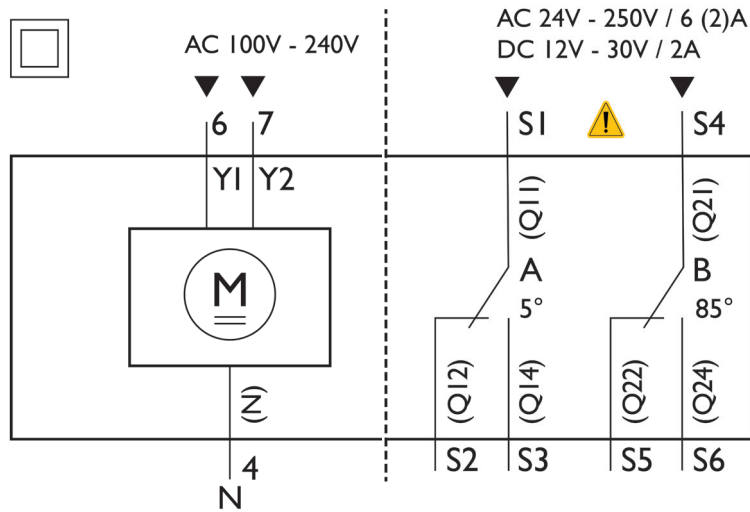 AC 100V - 240V
AC 24V - 250V / 6 (2)A
DC 12V - 30V / 2A
6 7
S1 ! S4
Y1 Y2
(Q11) (Q21)
M
A B
5° 85°
(N) (Q12) (Q14) (Q22) (Q24)
4
N
S2 S3 S5 S6